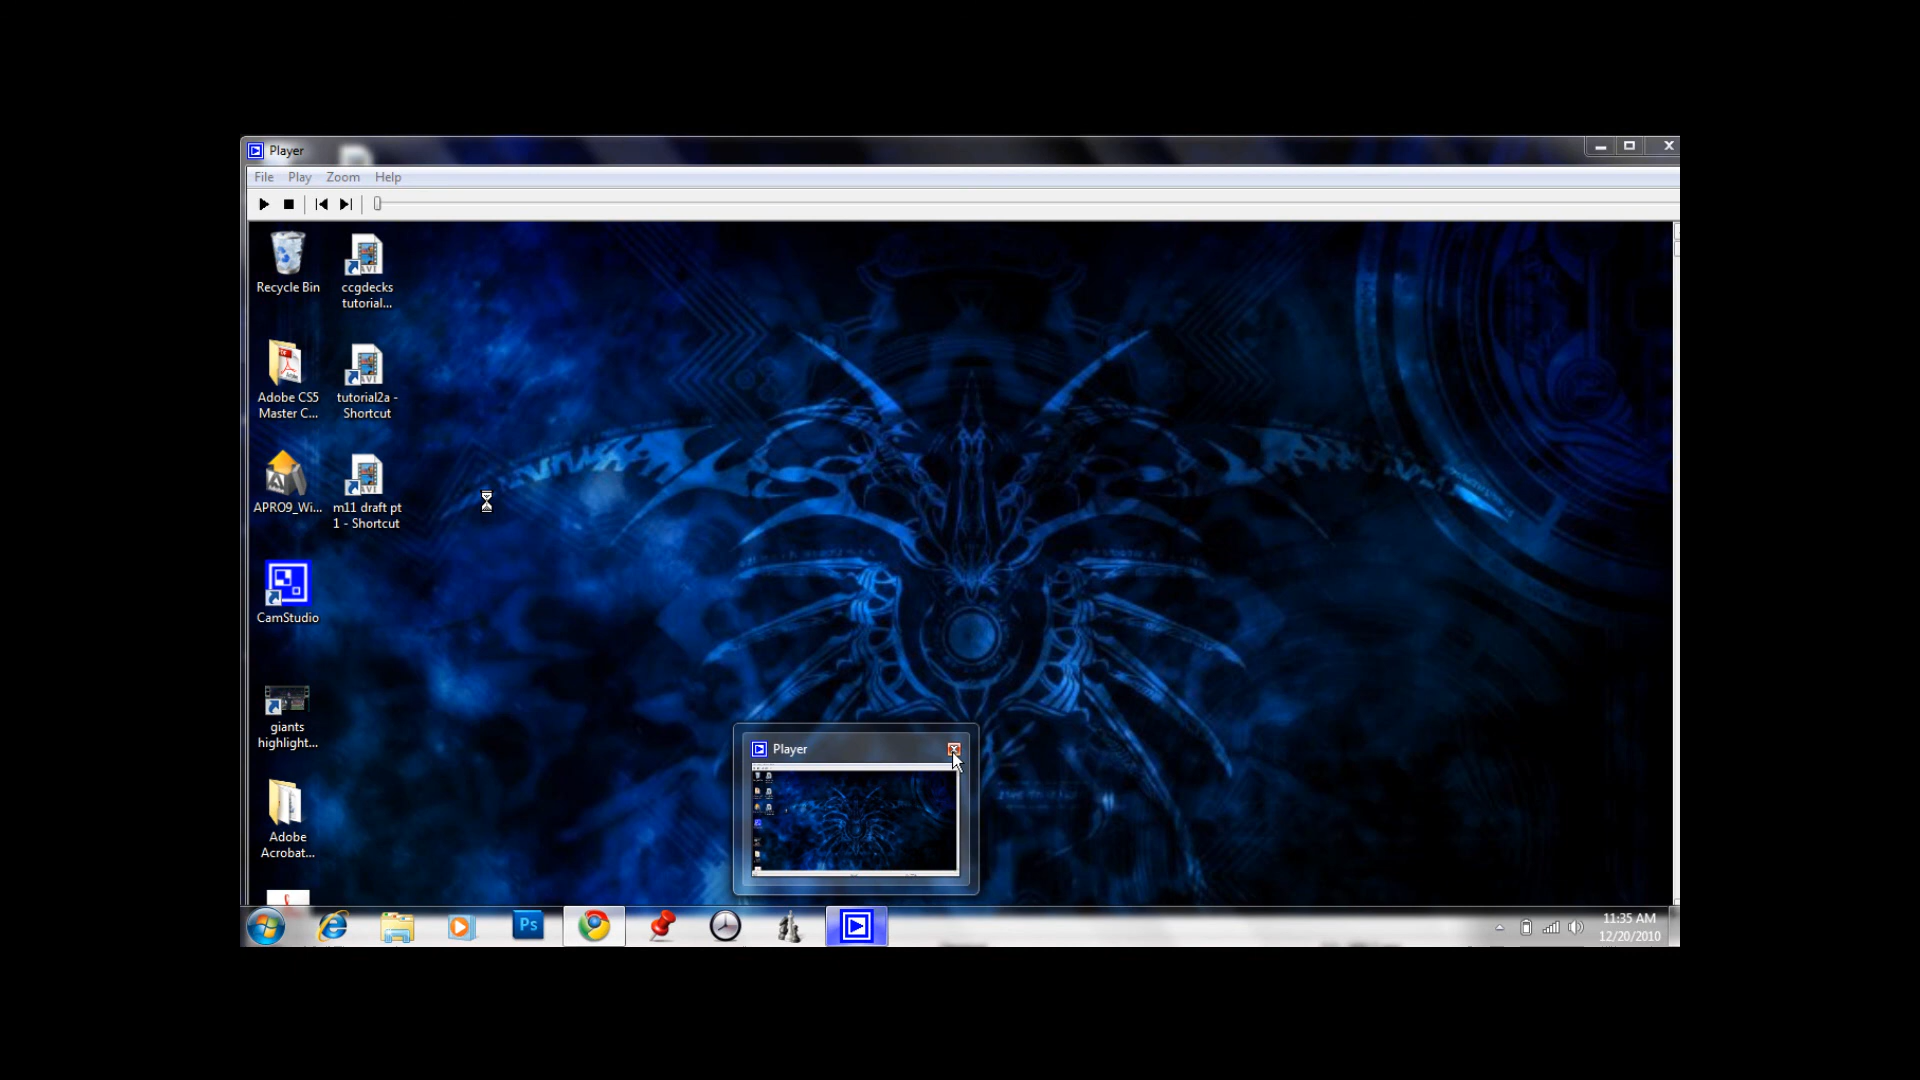 Player
File Play Zoom Help
Recycle Bin
ccgdecks
tutorial...
Adobe CS5
Master C...
tutorial2a -
Shortcut
APRO9_Wi...
m11 draft pt
1 - Shortcut
CamStudio
giants
highlight...
Adobe
Acrobat...
Player
Ps
11:35 AM
12/20/2010